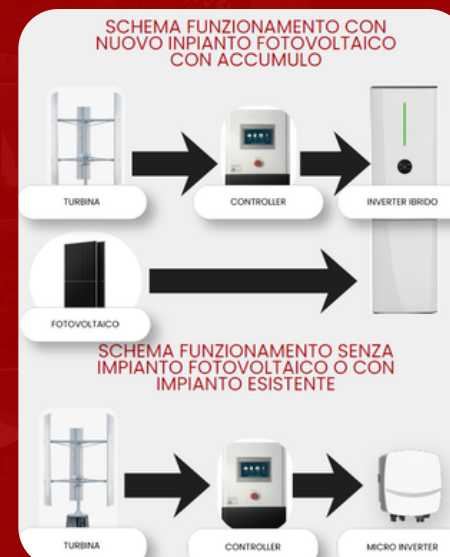 SCHEMA FUNZIONAMENTO CON
NUOVO INPIANTO FOTOVOLTAICO
CON ACCUMULO
TURBINA
CONTROLLER
INVERTER IBRIDO
FOTOVOLTAICO
SCHEMA FUNZIONAMENTO SENZA
IMPIANTO FOTOVOLTAICO O CON
IMPIANTO ESISTENTE
TURBINA
CONTROLLER
MICRO INVERTER